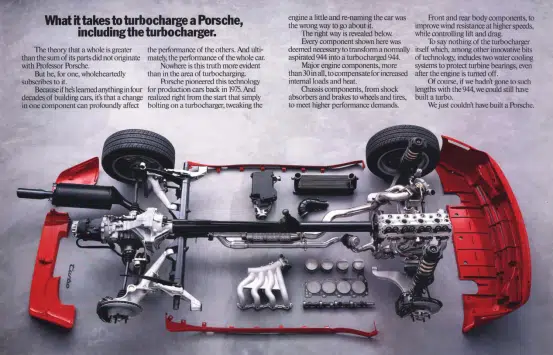 What it takes to turbocharge a Porsche,
including the turbocharger.
The theory that a whole is greater
than the sum of its parts did not originate
with Professor Porsche.
But he, for one, wholeheartedly
subscribes to it.
Because if he's learned anything in four
decades of building cars, it's that a change
in one component can profoundly affect
the performance of the others. And ulti-
mately, the performance of the whole car.
Nowhere is this truth more evident
than in the area of turbocharging.
Porsche pioneered this technology
for production cars back in 1975. And
realized right from the start that simply
bolting on a turbocharger, tweaking the
engine a little and re-naming the car was
the wrong way to go about it.
The right way is revealed below.
Every component shown here was
deemed necessary to transform a normally
aspirated 944 into a turbocharged 944.
Major engine components, more
than 30 in all, to compensate for increased
internal loads and heat.
Chassis components, from shock
absorbers and brakes to wheels and tires,
to meet higher performance demands.
Front and rear body components, to
improve wind resistance at higher speeds,
while controlling lift and drag.
To say nothing of the turbocharger
itself which, among other innovative bits
of technology, includes two water cooling
systems to protect turbine bearings, even
after the engine is turned off.
Of course, if we hadn't gone to such
lengths with the 944, we could still have
built a turbo.
We just couldn't have built a Porsche.
turbo